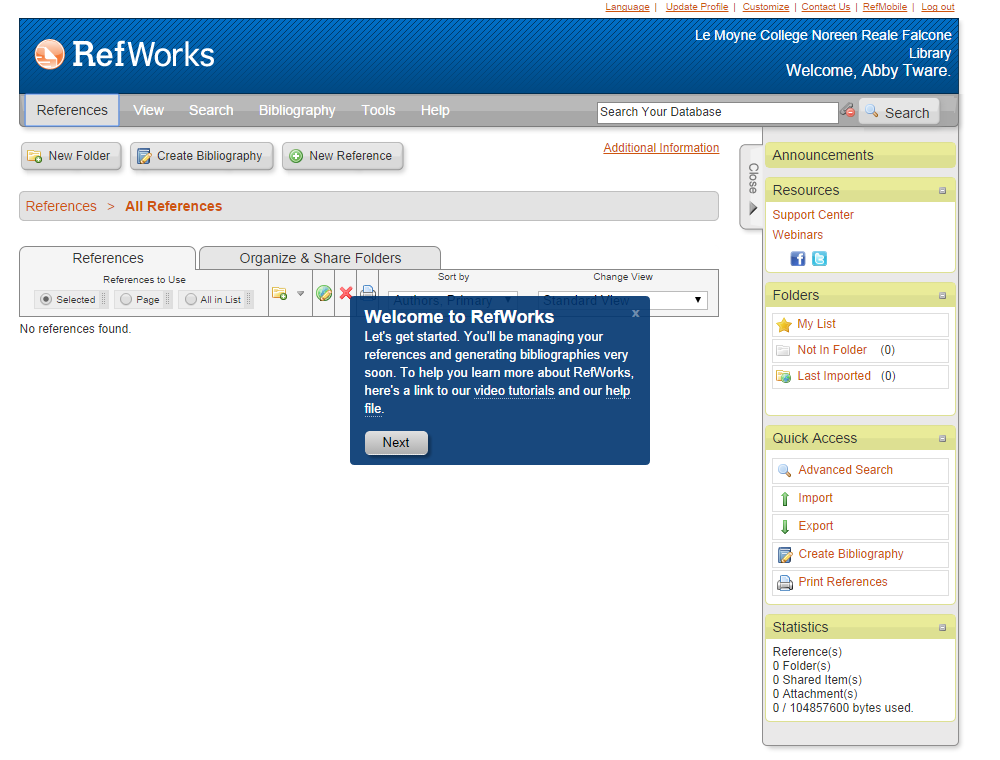 Language | Update Profile | Customize | Contact Us | RefMobile | Log out
RefWorks
Le Moyne College Noreen Reale Falcone
Library
Welcome, Abby Tware.
References View Search Bibliography Tools Help
Search Your Database
Search
New Folder
Create Bibliography
New Reference
Additional Information
References > All References
References
Organize & Share Folders
References to Use
Selected
Page
All in List
Sort by
Authors, Primary
Change View
Standard View
No references found.
Welcome to RefWorks
x
Let's get started. You'll be managing your
references and generating bibliographies very
soon. To help you learn more about RefWorks,
here's a link to our video tutorials and our help
file.
Next
Close
Announcements
Resources
Support Center
Webinars
Folders
My List
Not In Folder (0)
Last Imported (0)
Quick Access
Advanced Search
Import
Export
Create Bibliography
Print References
Statistics
Reference(s)
0 Folder(s)
0 Shared Item(s)
0 Attachment(s)
0 / 104857600 bytes used.